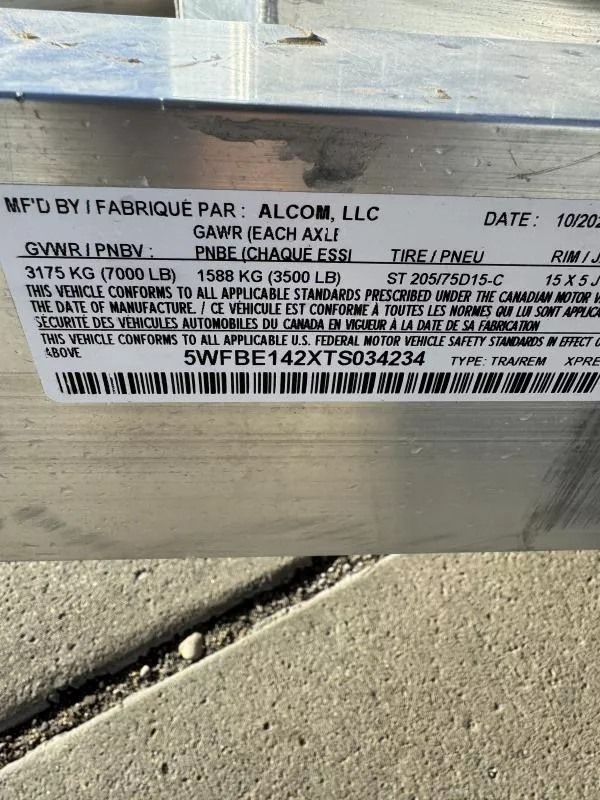 MF'D BY / FABRIQUÉ PAR : ALCOM, LLC DATE : 10/202
GVWR / PNBV : GAWR (EACH AXLE PNBE (CHAQUE ESSI TIRE / PNEU RIM / J
3175 KG (7000 LB) 1588 KG (3500 LB) ST 205/75D15-C 15 X 5 J
THIS VEHICLE CONFORMS TO ALL APPLICABLE STANDARDS PRESCRIBED UNDER THE CANADIAN MOTOR V
THE DATE OF MANUFACTURE. / CE VÉHICULE EST CONFORME À TOUTES LES NORMES QUI LUI SONT APPLICA
SÉCURITÉ DES VÉHICULES AUTOMOBILES DU CANADA EN VIGUEUR À LA DATE DE SA FABRICATION
THIS VEHICLE CONFORMS TO ALL APPLICABLE U.S. FEDERAL MOTOR VEHICLE SAFETY STANDARDS IN EFFECT
ABOVE 5WFBE142XTS034234 TYPE: TRA/REM XPRE